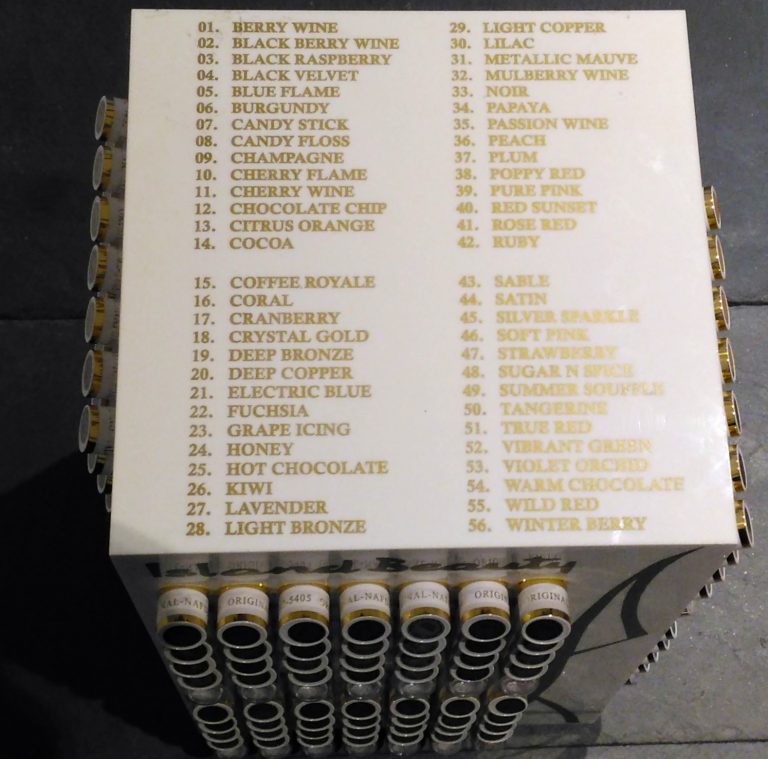 01. BERRY WINE
02. BLACK BERRY WINE
03. BLACK RASPBERRY
04. BLACK VELVET
05. BLUE FLAME
06. BURGUNDY
07. CANDY STICK
08. CANDY FLOSS
09. CHAMPAGNE
10. CHERRY FLAME
11. CHERRY WINE
12. CHOCOLATE CHIP
13. CITRUS ORANGE
14. COCOA
15. COFFEE ROYALE
16. CORAL
17. CRANBERRY
18. CRYSTAL GOLD
19. DEEP BRONZE
20. DEEP COPPER
21. ELECTRIC BLUE
22. FUCHSIA
23. GRAPE ICING
24. HONEY
25. HOT CHOCOLATE
26. KIWI
27. LAVENDER
28. LIGHT BRONZE
29. LIGHT COPPER
30. LILAC
31. METALLIC MAUVE
32. MULBERRY WINE
33. NOIR
34. PAPAYA
35. PASSION WINE
36. PEACH
37. PLUM
38. POPPY RED
39. PURE PINK
40. RED SUNSET
41. ROSE RED
42. RUBY
43. SABLE
44. SATIN
45. SILVER SPARKLE
46. SOFT PINK
47. STRAWBERRY
48. SUGAR N SPICE
49. SUMMER SOUFFLE
50. TANGERINE
51. TRUE RED
52. VIBRANT GREEN
53. VIOLET ORCHID
54. WARM CHOCOLATE
55. WILD RED
56. WINTER BERRY
Island Beauty